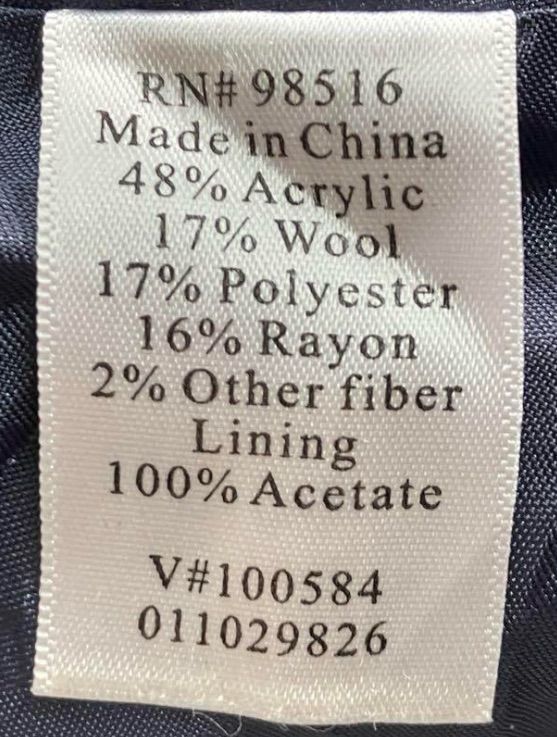 RN# 98516
Made in China
48% Acrylic
17% Wool
17% Polyester
16% Rayon
2% Other fiber
Lining
100% Acetate
V#100584
011029826